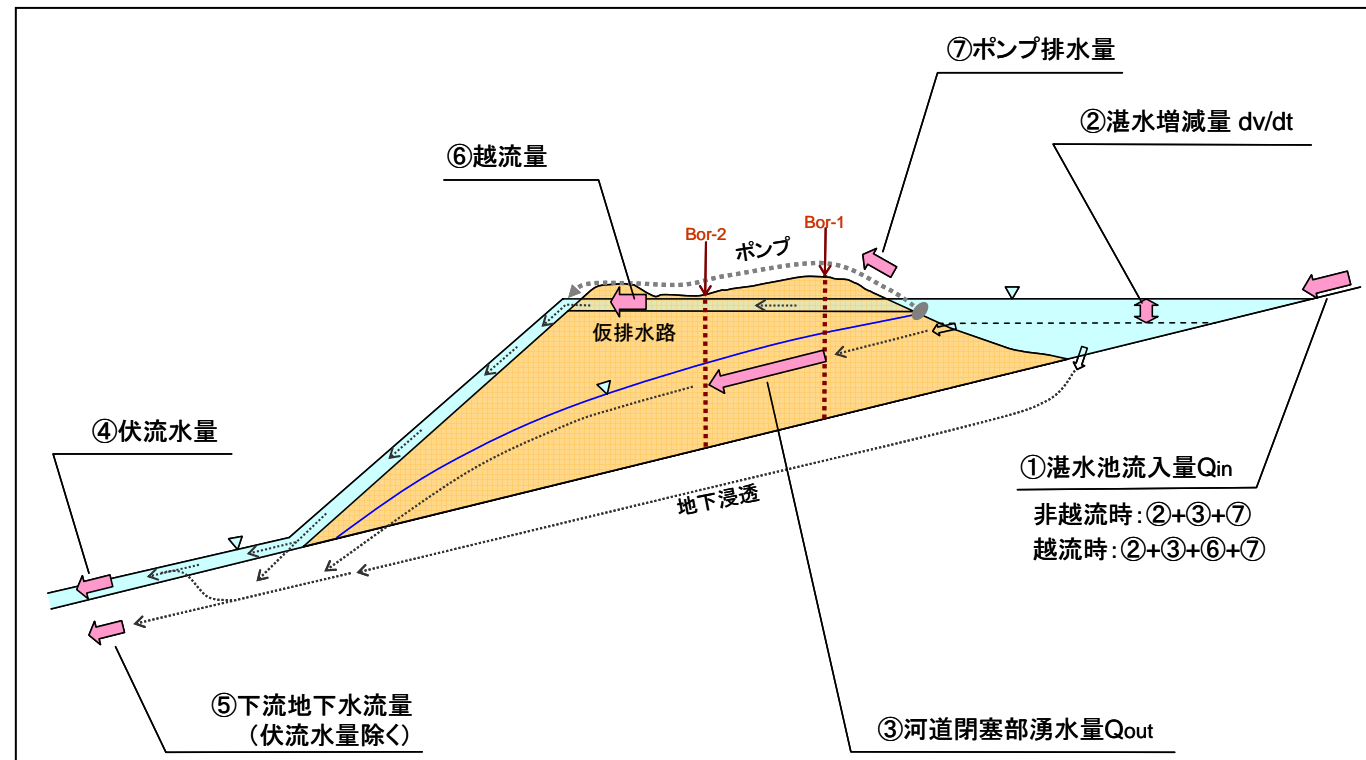 ⑦ポンプ排水量
②湛水増減量 dv/dt
⑥越流量
Bor-2
Bor-1
ポンプ
仮排水路
④伏流水量
地下浸透
①湛水池流入量Qin
非越流時:②+③+⑦
越流時:②+③+⑥+⑦
⑤下流地下水流量
(伏流水量除く)
③河道閉塞部湧水量Qout